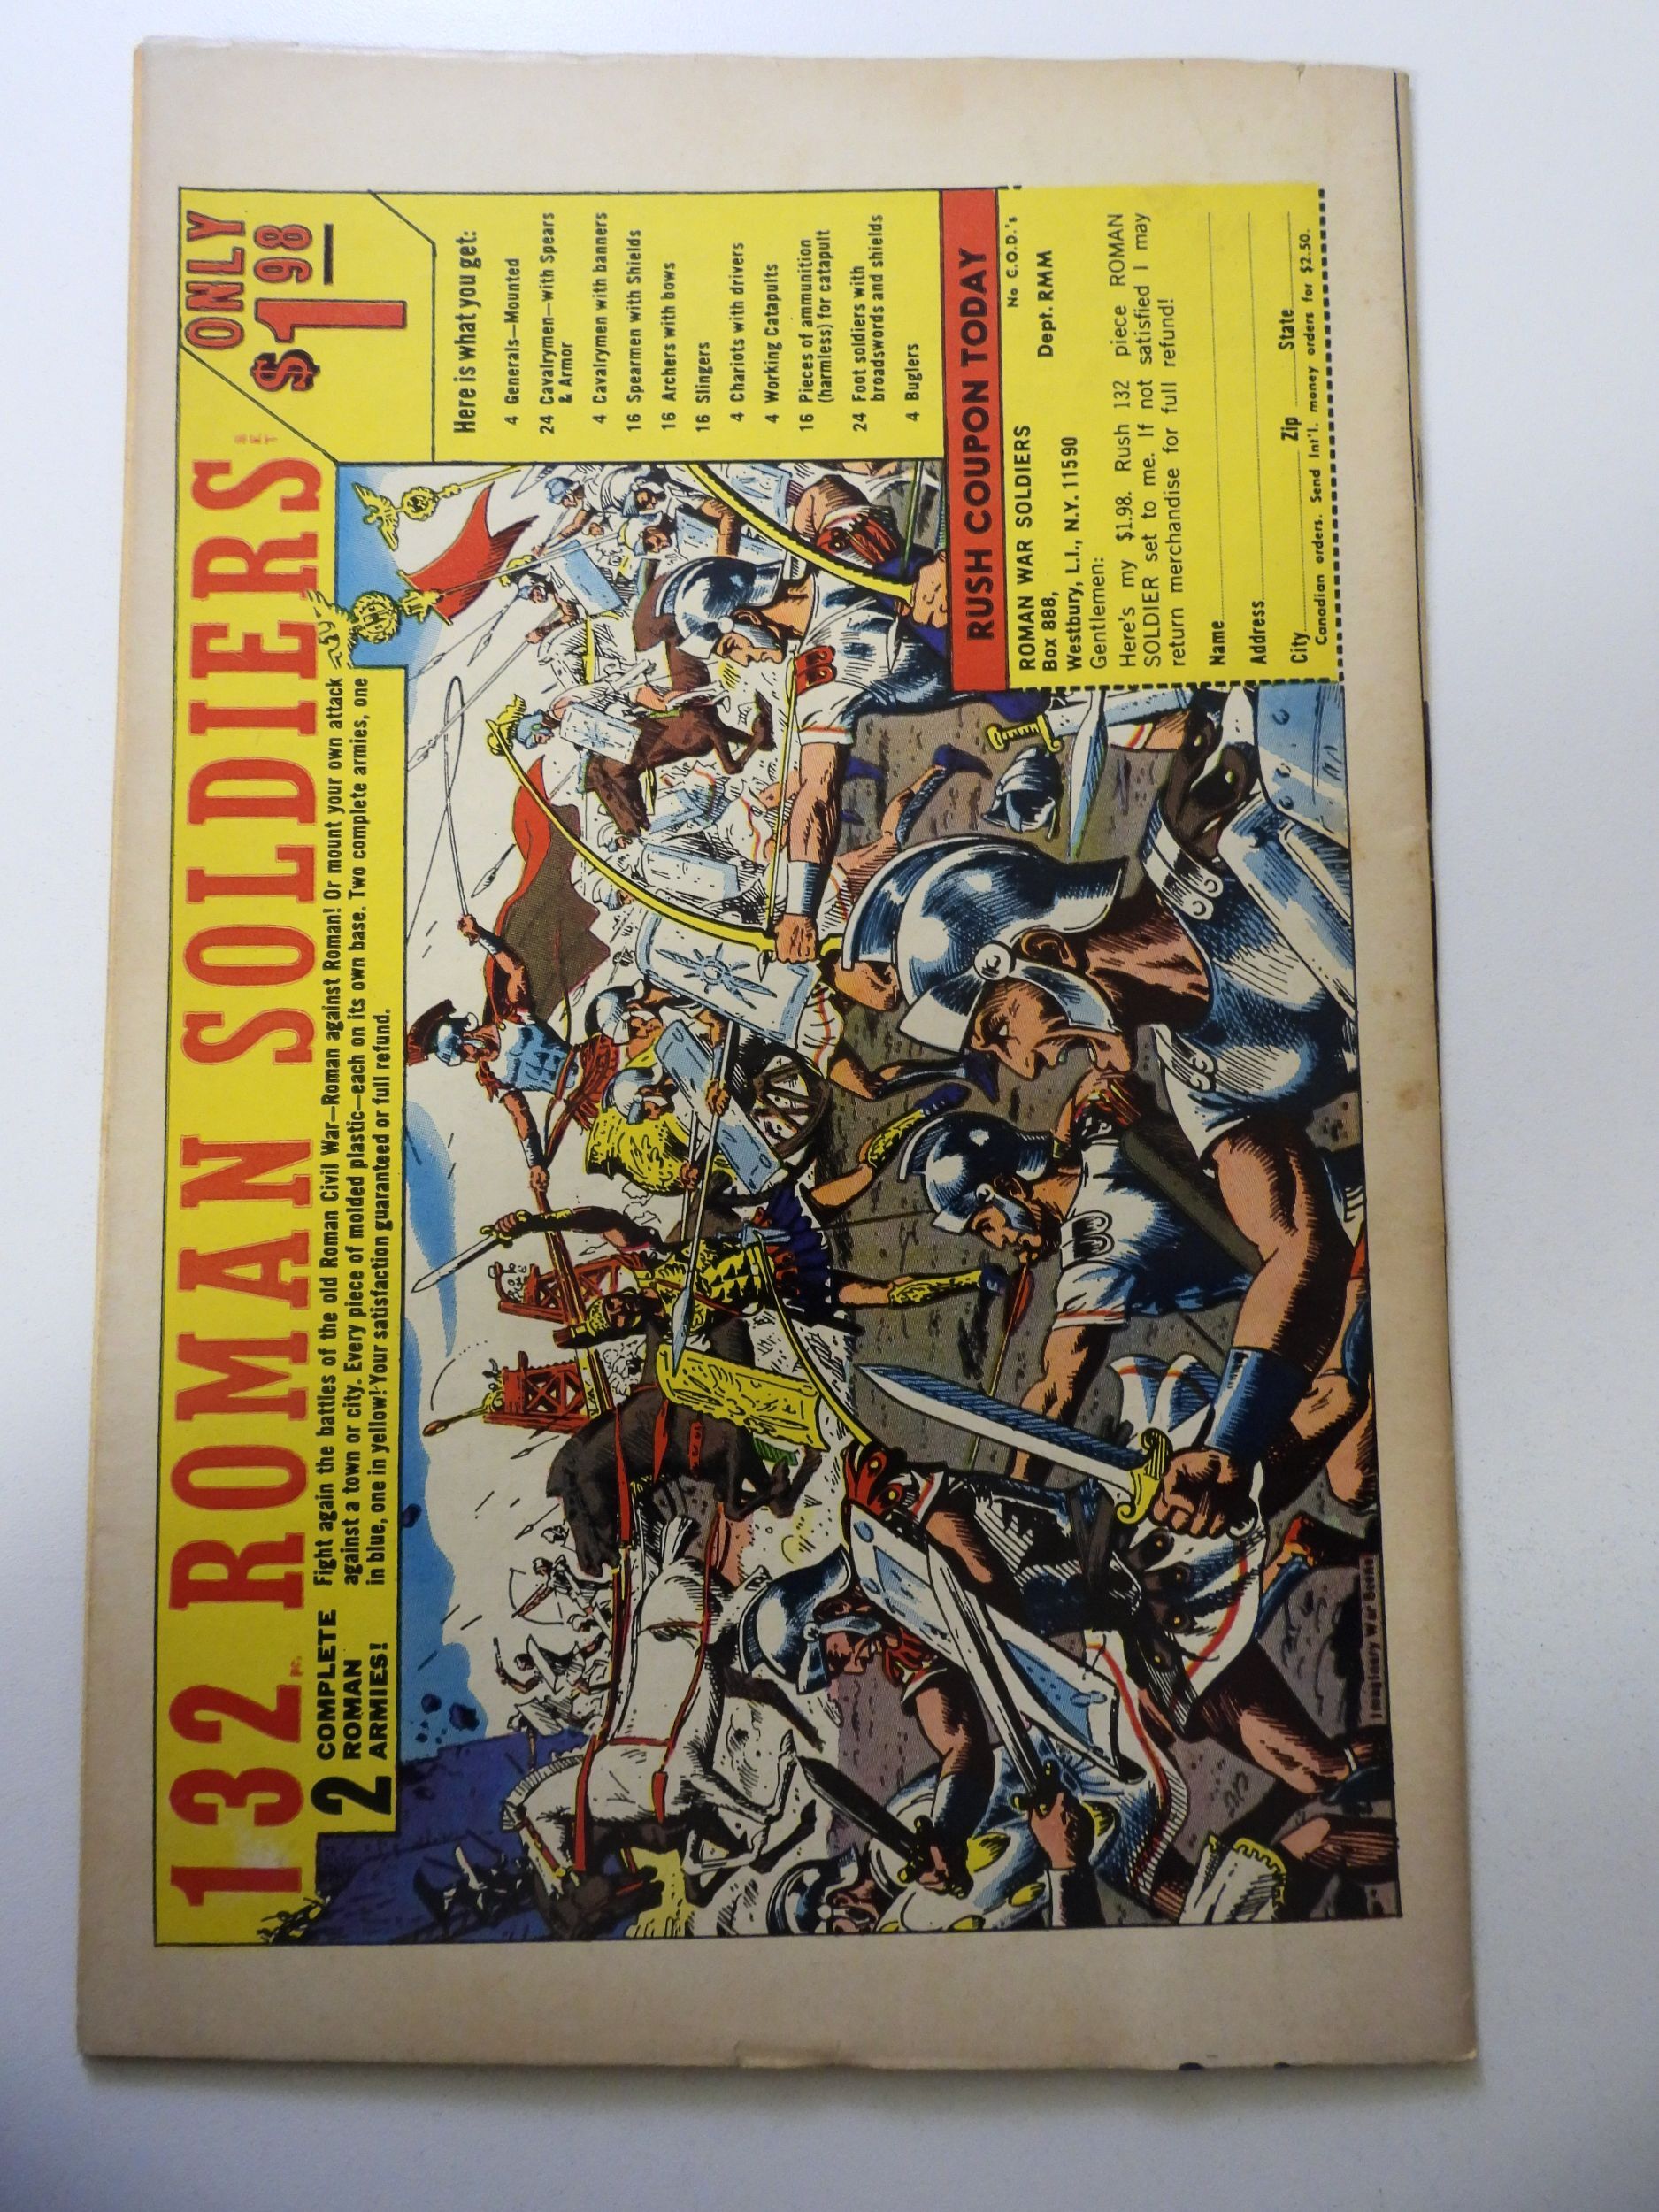 132 PC. ROMAN SOLDIERS SET
ONLY
$1 98
2 COMPLETE
ROMAN
ARMIES!
Fight again the battles of the old Roman Civil War—Roman against Roman! Or mount your own attack
against a town or city. Every piece of molded plastic—each on its own base. Two complete armies, one
in blue, one in yellow! Your satisfaction guaranteed or full refund.
Here is what you get:
4 Generals—Mounted
24 Cavalrymen—with Spears
& Armor
4 Cavalrymen with banners
16 Spearmen with Shields
16 Archers with bows
16 Slingers
4 Chariots with drivers
4 Working Catapults
16 Pieces of ammunition
(harmless) for catapult
24 Foot soldiers with
broadswords and shields
4 Buglers
RUSH COUPON TODAY
No C.O.D.'s
ROMAN WAR SOLDIERS
Box 888, Dept. RMM
Westbury, L.I., N.Y. 11590
Gentlemen:
Here's my $1.98. Rush 132 piece ROMAN
SOLDIER set to me. If not satisfied I may
return merchandise for full refund!
Name
Address
City Zip State
Canadian orders. Send Int'l. money orders for $2.50.
Imaginary War Scene